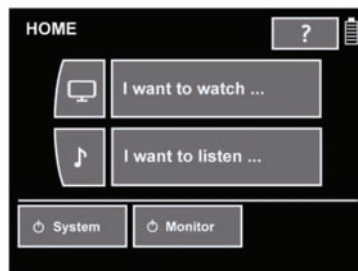 HOME
?
I want to watch ...
I want to listen ...
System
Monitor